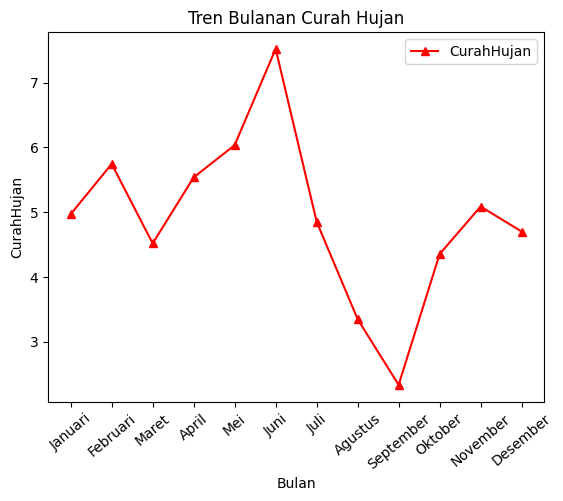 Tren Bulanan Curah Hujan
CurahHujan
7
6
5
4
3
CurahHujan
Januari
Februari
Maret
April
Mei
Juni
Juli
Agustus
September
Oktober
November
Desember
Bulan